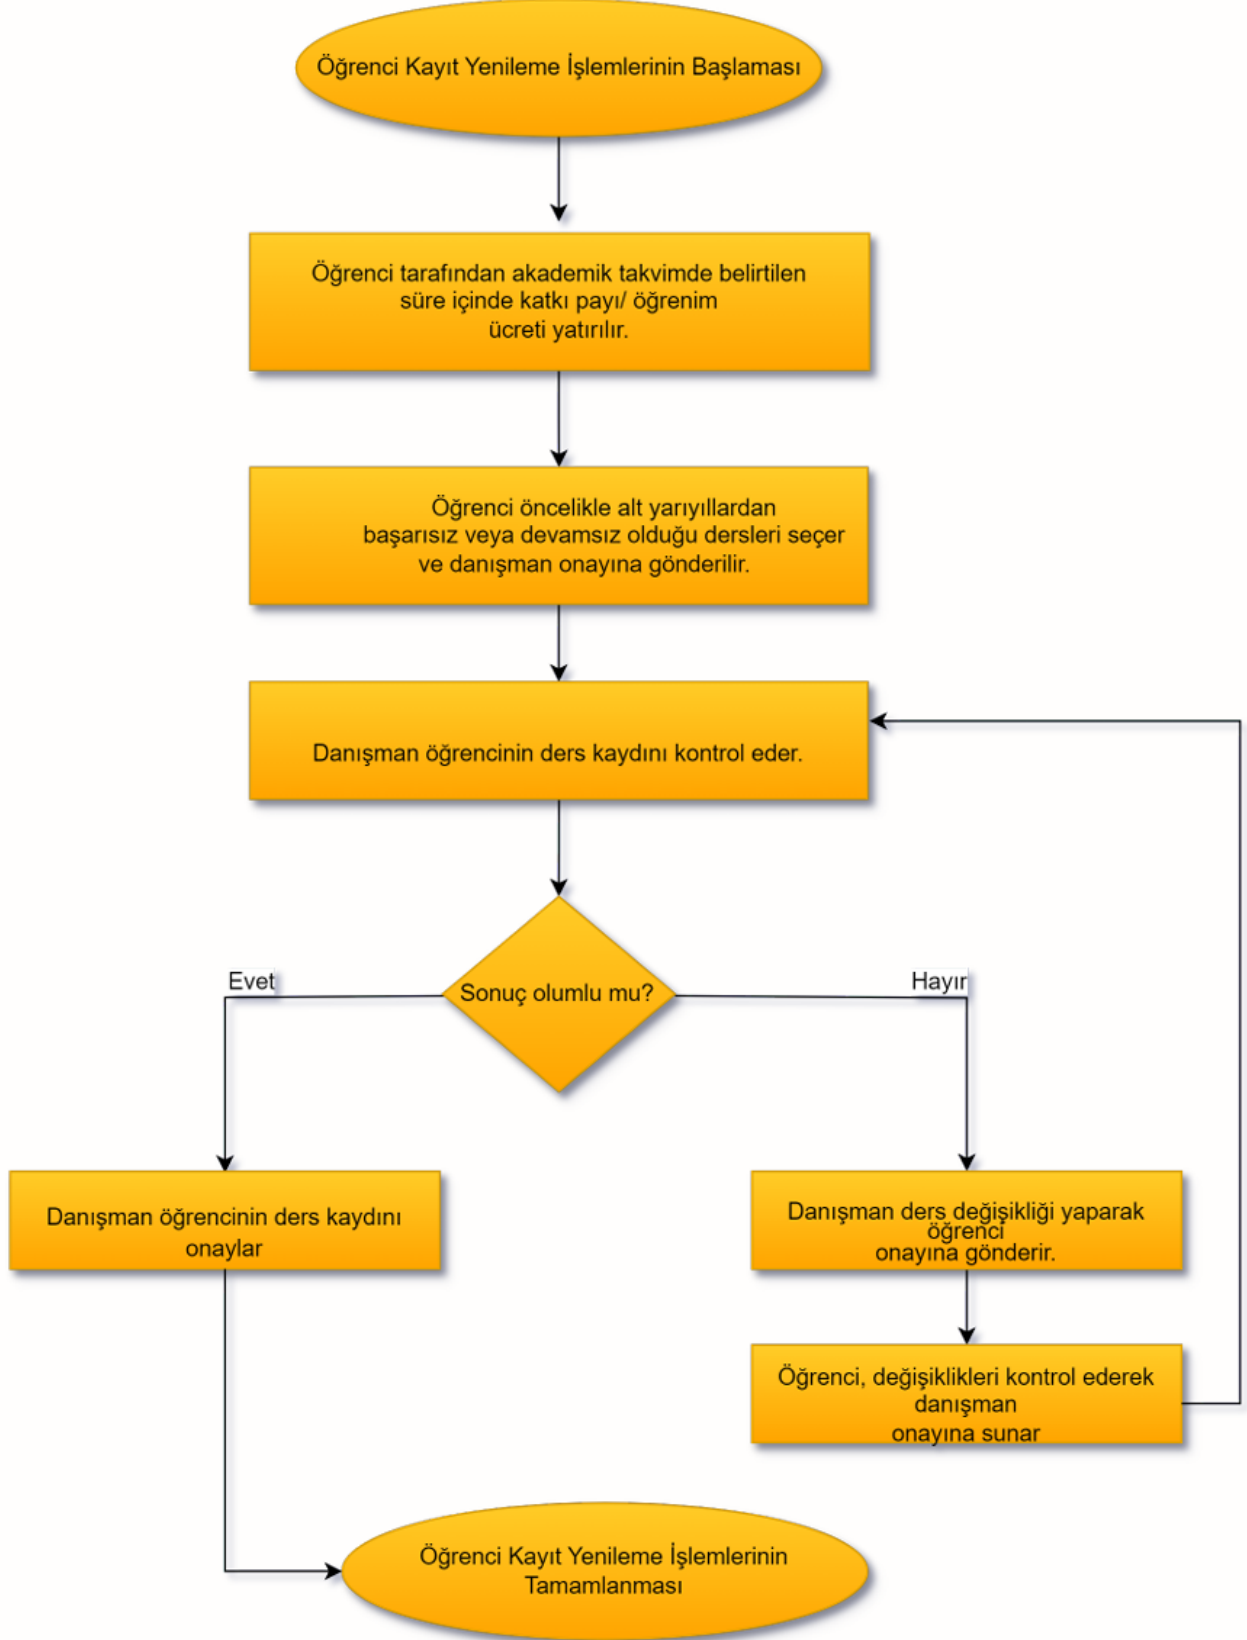 Öğrenci Kayıt Yenileme İşlemlerinin Başlaması
Öğrenci tarafından akademik takvimde belirtilen
süre içinde katkı payı/ öğrenim
ücreti yatırılır.
Öğrenci öncelikle alt yarıyıllardan
başarısız veya devamsız olduğu dersleri seçer
ve danışman onayına gönderilir.
Danışman öğrencinin ders kaydını kontrol eder.
Sonuç olumlu mu?
Evet
Hayır
Danışman öğrencinin ders kaydını
onaylar
Danışman ders değişikliği yaparak
öğrenci
onayına gönderir.
Öğrenci, değişiklikleri kontrol ederek
danışman
onayına sunar
Öğrenci Kayıt Yenileme İşlemlerinin
Tamamlanması